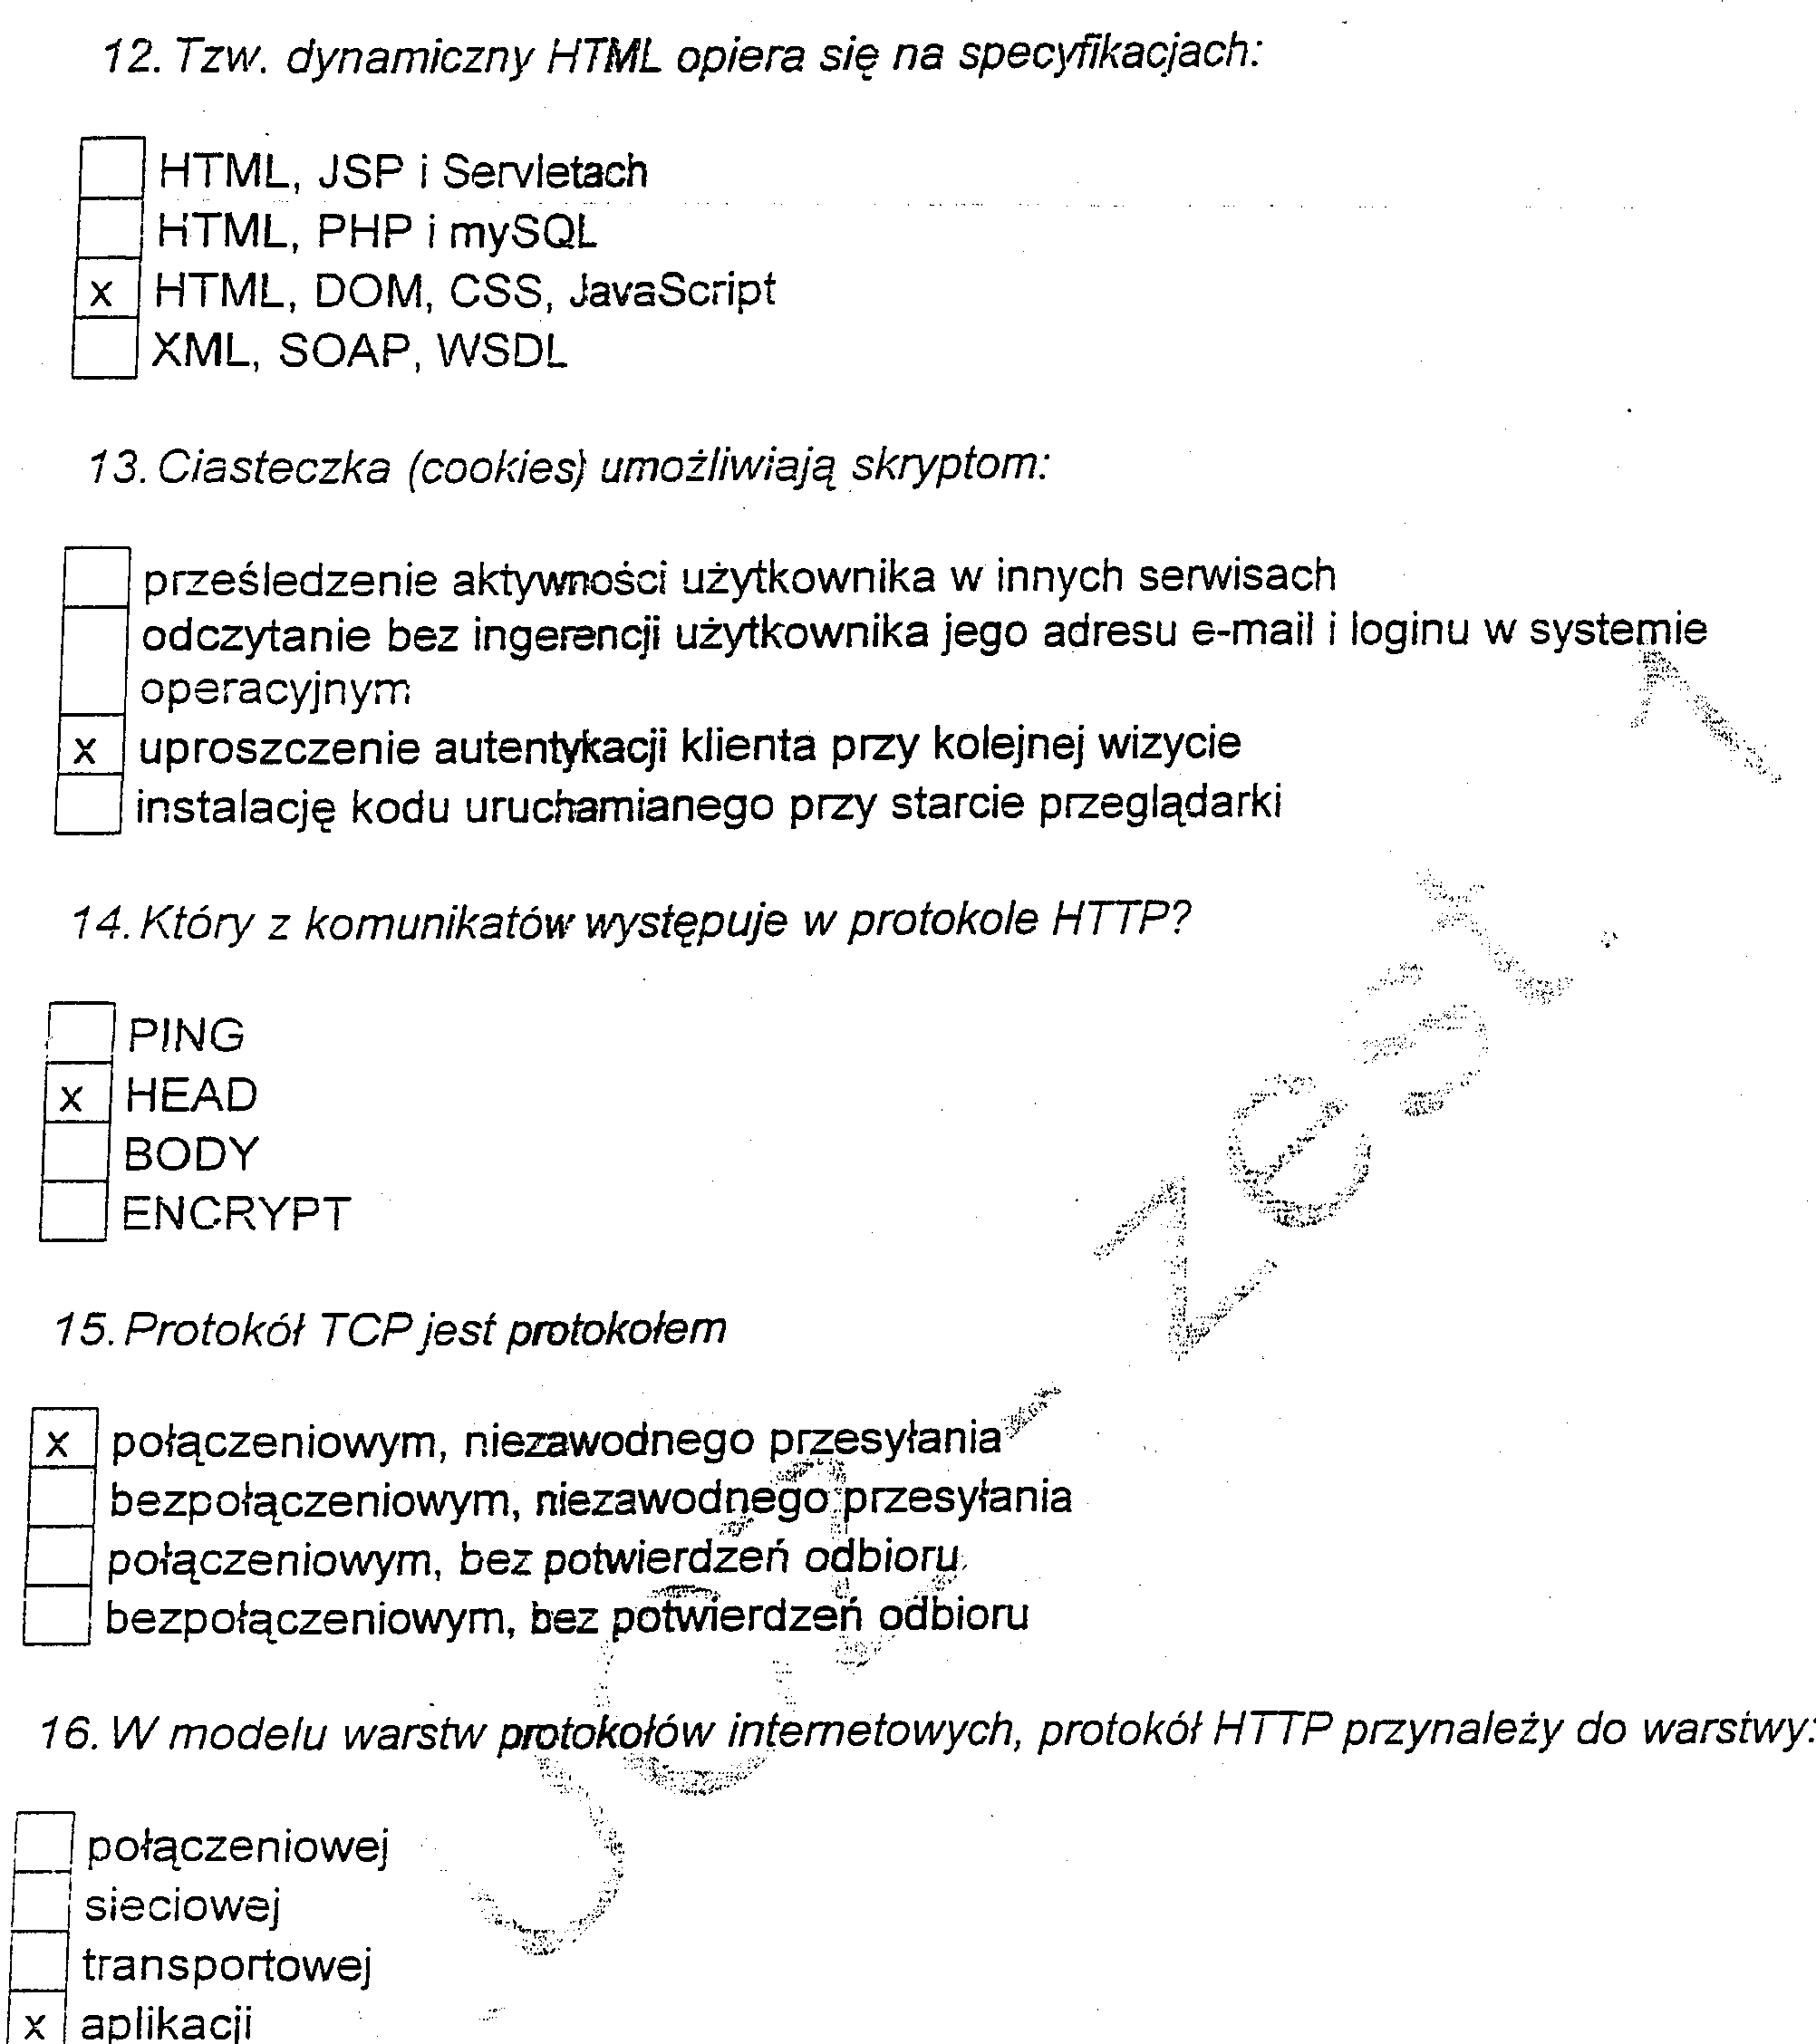 12. Tzw. dynamiczny HTML opiera się na specyfikacjach:
HTML, JSP i Servletach
HTML, PHP i mySQL
x HTML, DOM, CSS, JavaScript
XML, SOAP, WSDL
13. Ciasteczka (cookies) umożliwiają skryptom:
prześledzenie aktywności użytkownika w innych serwisach
odczytanie bez ingerencji użytkownika jego adresu e-mail i loginu w systemie
operacyjnym
x uproszczenie autentykacji klienta przy kolejnej wizycie
instalację kodu uruchamianego przy starcie przeglądarki
14. Który z komunikatów występuje w protokole HTTP?
PING
x HEAD
BODY
ENCRYPT
15. Protokół TCP jest protokołem
x połączeniowym, niezawodnego przesyłania
bezpołączeniowym, niezawodnego przesyłania
połączeniowym, bez potwierdzeń odbioru
bezpołączeniowym, bez potwierdzeń odbioru
16. W modelu warstw protokołów internetowych, protokół HTTP przynależy do warstwy:
połączeniowej
sieciowej
transportowej
x aplikacji